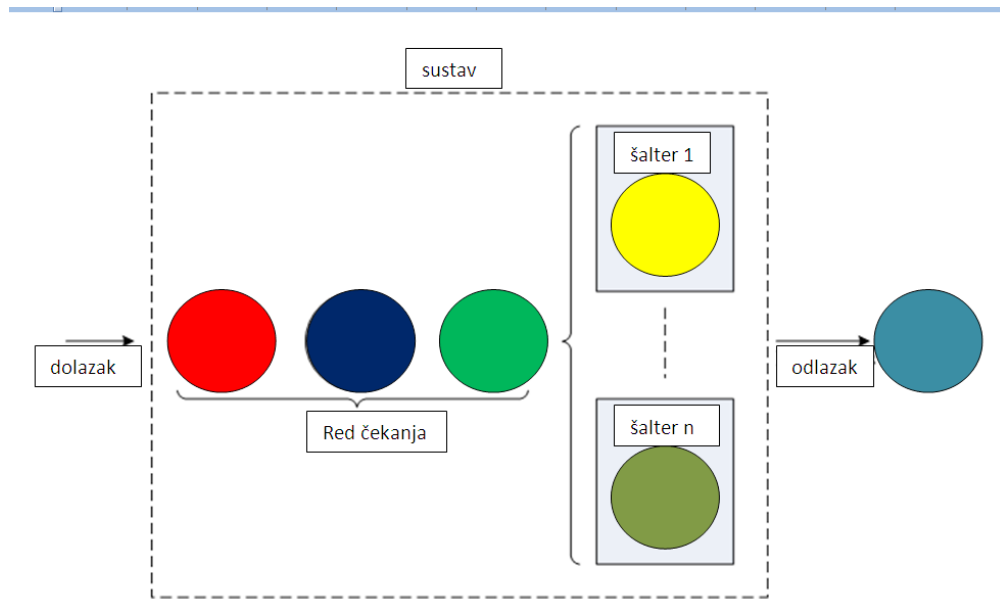 sustav
šalter 1
dolazak
Red čekanja
odlazak
šalter n